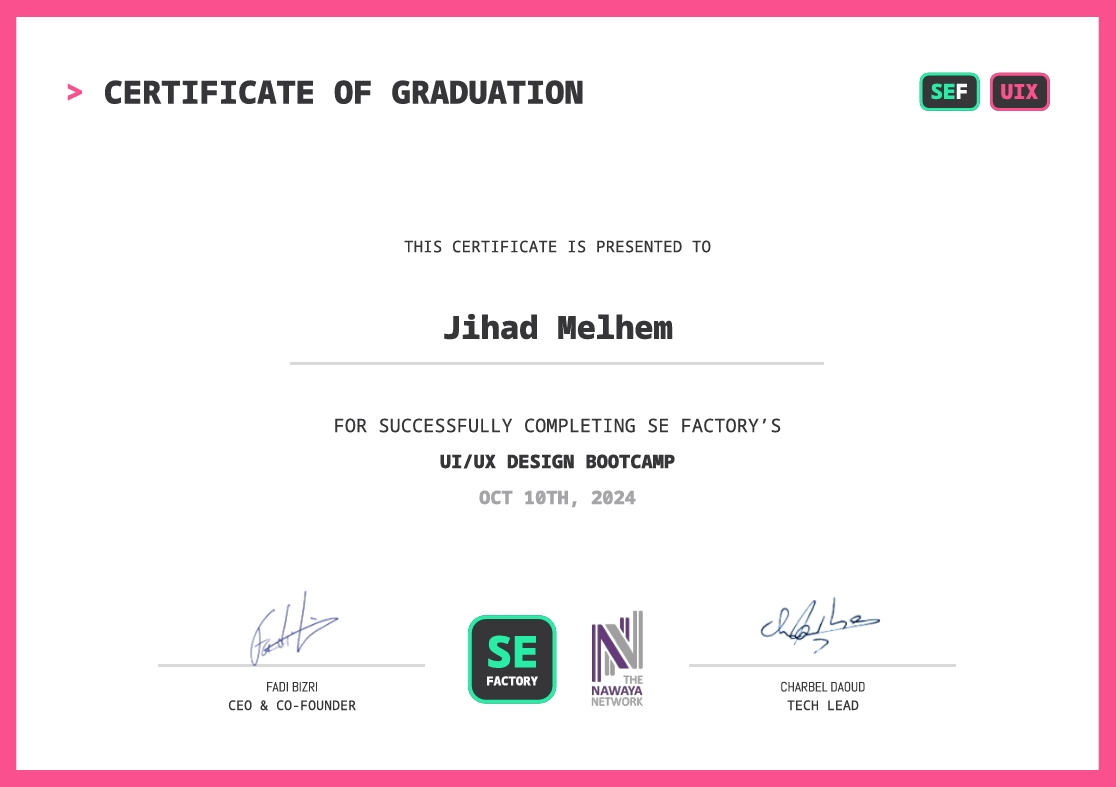 > CERTIFICATE OF GRADUATION
SEF UIX
THIS CERTIFICATE IS PRESENTED TO
Jihad Melhem
FOR SUCCESSFULLY COMPLETING SE FACTORY’S
UI/UX DESIGN BOOTCAMP
OCT 10TH, 2024
SE
FACTORY
THE
NAWAYA
NETWORK
FADI BIZRI
CEO & CO-FOUNDER
CHARBEL DAOUD
TECH LEAD